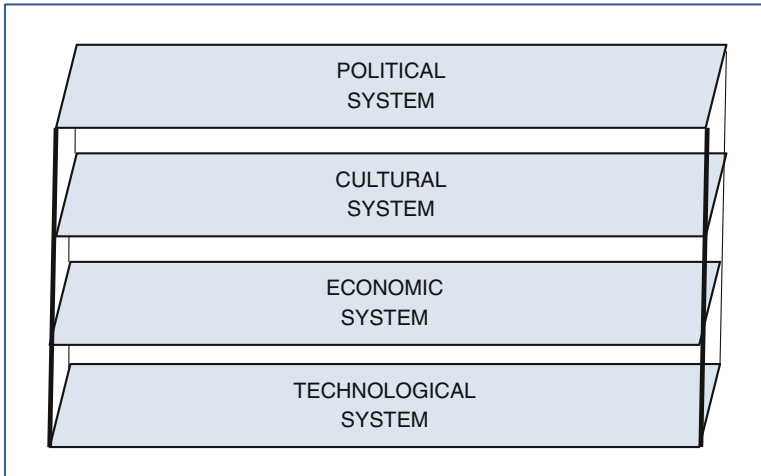 POLITICAL
SYSTEM
CULTURAL
SYSTEM
ECONOMIC
SYSTEM
TECHNOLOGICAL
SYSTEM